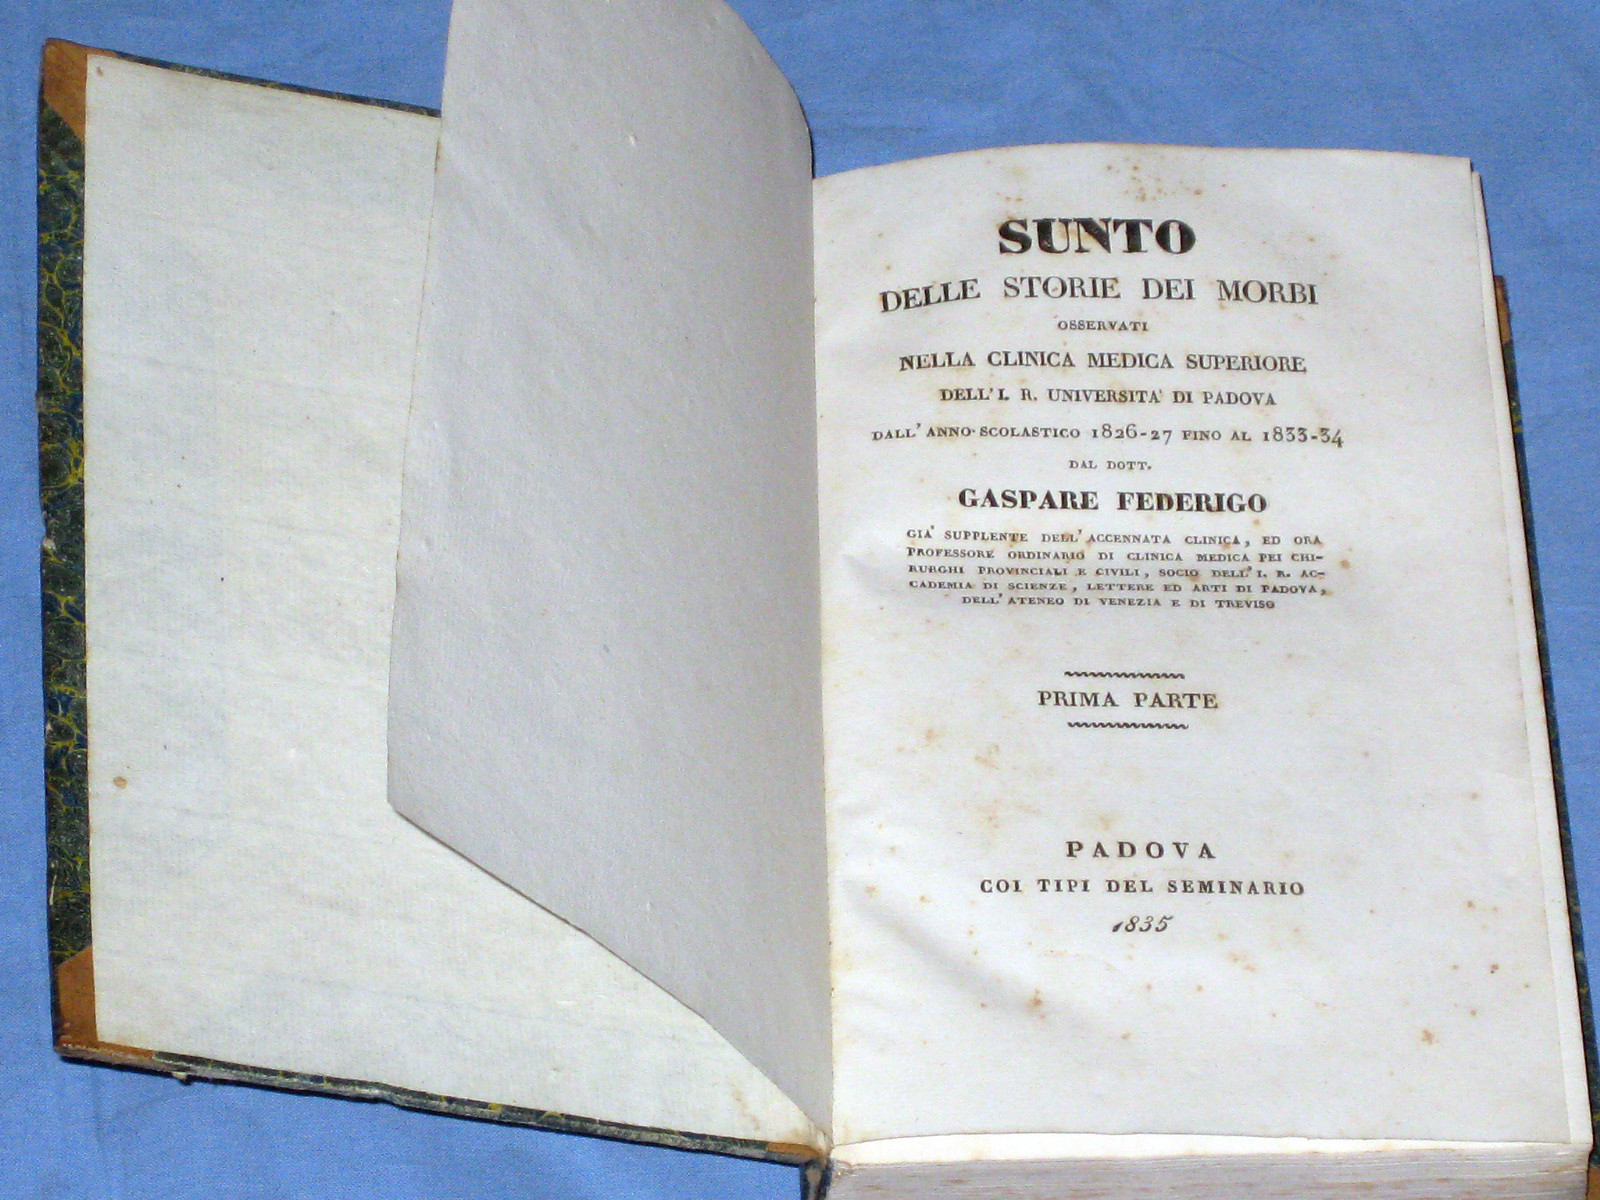 SUNTO
DELLE STORIE DEI MORBI
OSSERVATI
NELLA CLINICA MEDICA SUPERIORE
DELL' I. R. UNIVERSITA' DI PADOVA
DALL' ANNO SCOLASTICO 1826-27 FINO AL 1833-34
DAL DOTT.
GASPARE FEDERIGO
GIA' SUPPLENTE DELL' ACCENNATA CLINICA, ED ORA
PROFESSORE ORDINARIO DI CLINICA MEDICA PEI CHI-
RURGHI PROVINCIALI E CIVILI, SOCIO DELL' I. R. AC-
CADEMIA DI SCIENZE, LETTERE ED ARTI DI PADOVA,
DELL' ATENEO DI VENEZIA E DI TREVISO
PRIMA PARTE
PADOVA
COI TIPI DEL SEMINARIO
1835